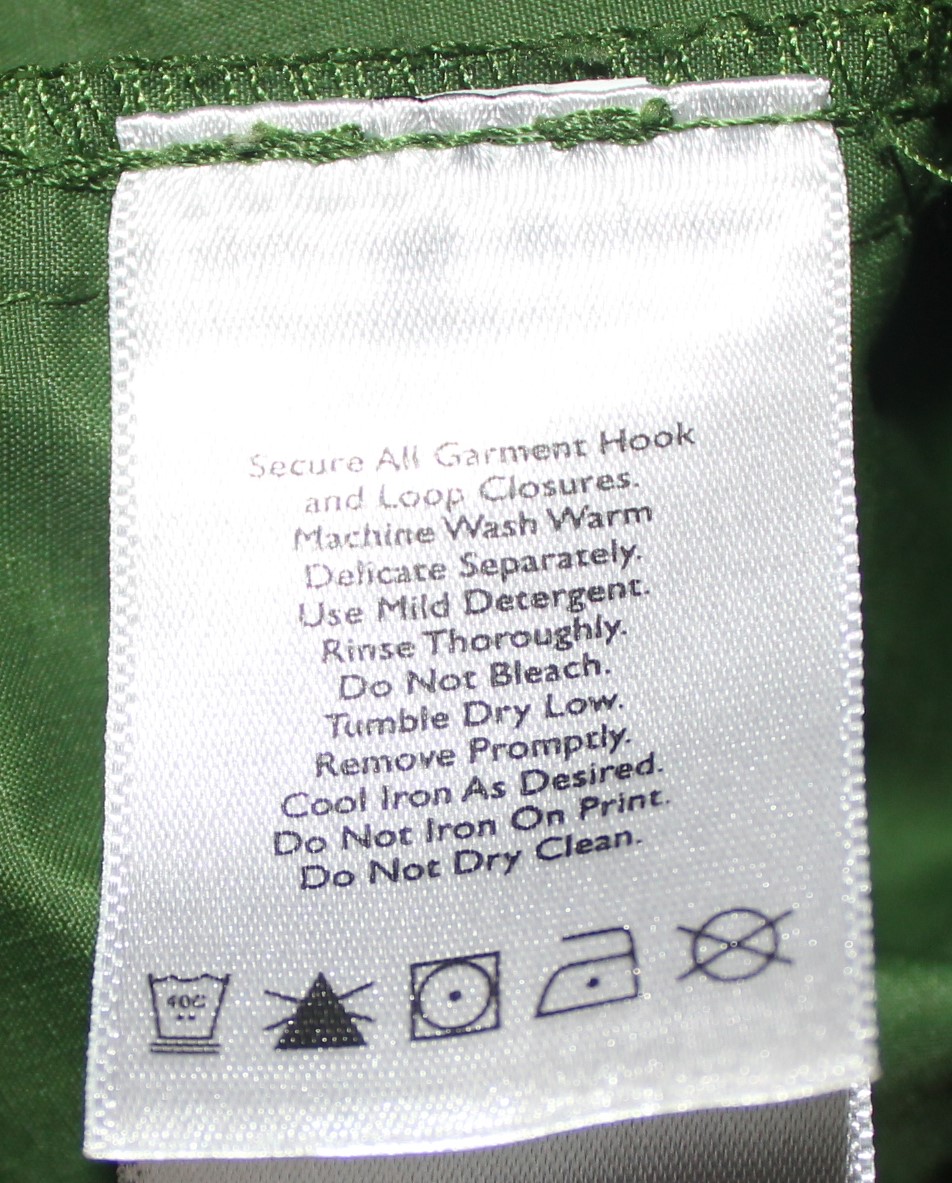 Secure All Garment Hook
and Loop Closures.
Machine Wash Warm
Delicate Separately.
Use Mild Detergent.
Rinse Thoroughly.
Do Not Bleach.
Tumble Dry Low.
Remove Promptly.
Cool Iron As Desired.
Do Not Iron On Print.
Do Not Dry Clean.
40C